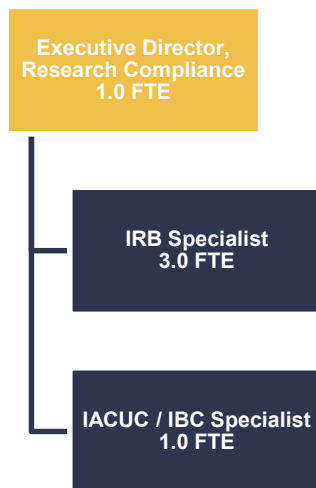 Executive Director,
Research Compliance
1.0 FTE
IRB Specialist
3.0 FTE
IACUC / IBC Specialist
1.0 FTE